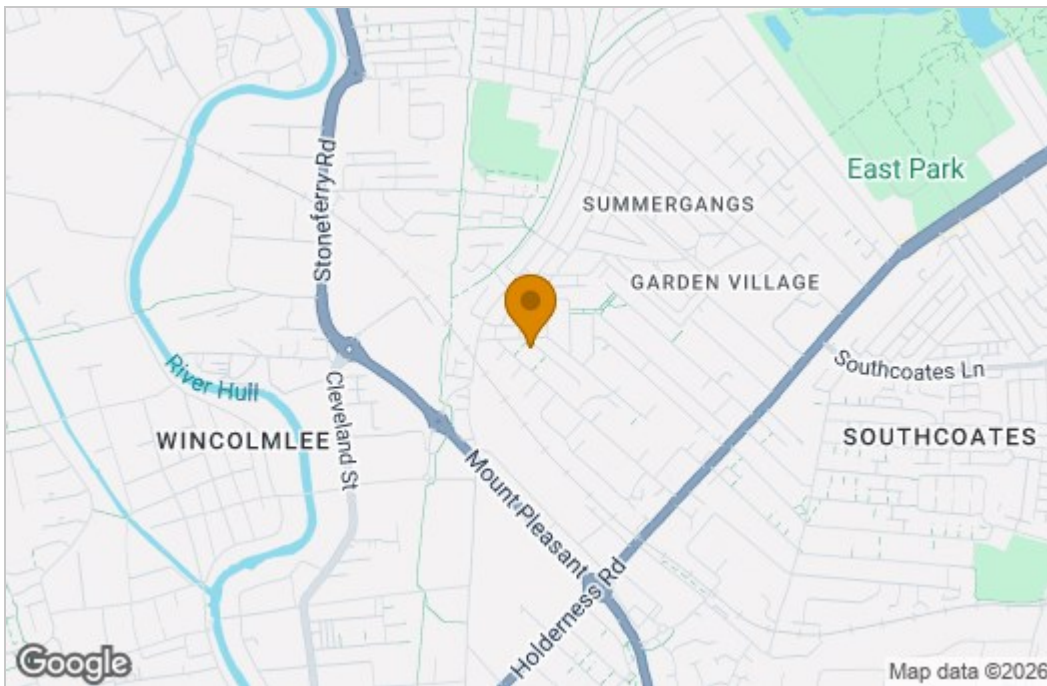 East Park
SUMMERGANGS
Stoneferry Rd
GARDEN VILLAGE
Southcoates Ln
River Hull
Cleveland St
WINCOLMLEE
SOUTHCOATES
Mount Pleasant
Holderness Rd
Google
Map data ©2026